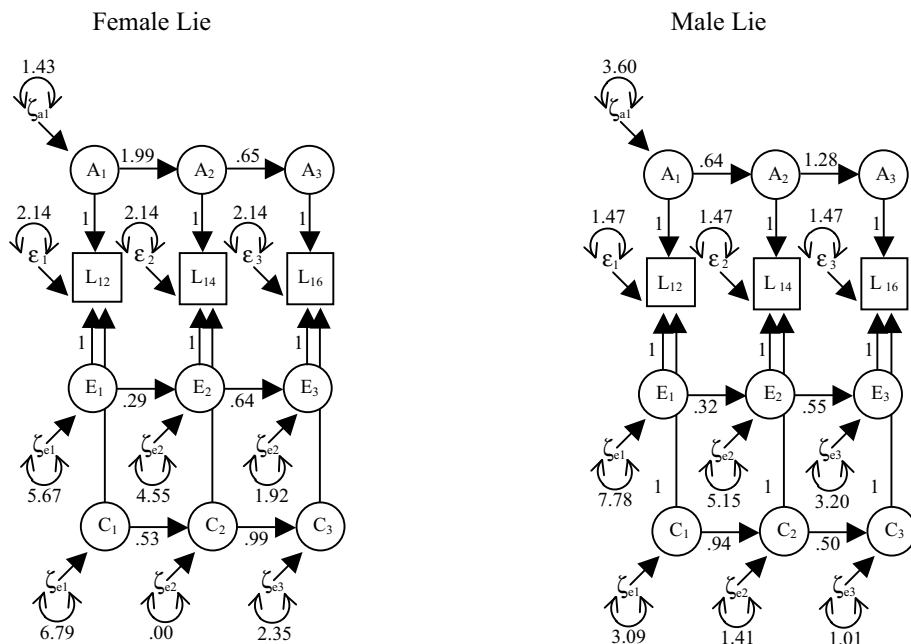 Female Lie Male Lie
1.43 3.60
ζa1 ζa1
A1 1.99 A2 .65 A3 A1 .64 A2 1.28 A3
2.14 1 2.14 1 2.14 1 1.47 1 1.47 1 1.47 1
ε1 ε2 ε3 ε1 ε2 ε3
L12 L14 L16 L12 L14 L16
1 1 1 1 1 1
E1 .29 E2 .64 E3 E1 .32 E2 .55 E3
ζe1 ζe2 ζe2 ζe1 ζe2 ζe3
5.67 4.55 1.92 7.78 5.15 3.20
1 1 1
C1 .53 C2 .99 C3 C1 .94 C2 .50 C3
ζe1 ζe2 ζe3 ζe1 ζe2 ζe3
6.79 .00 2.35 3.09 1.41 1.01